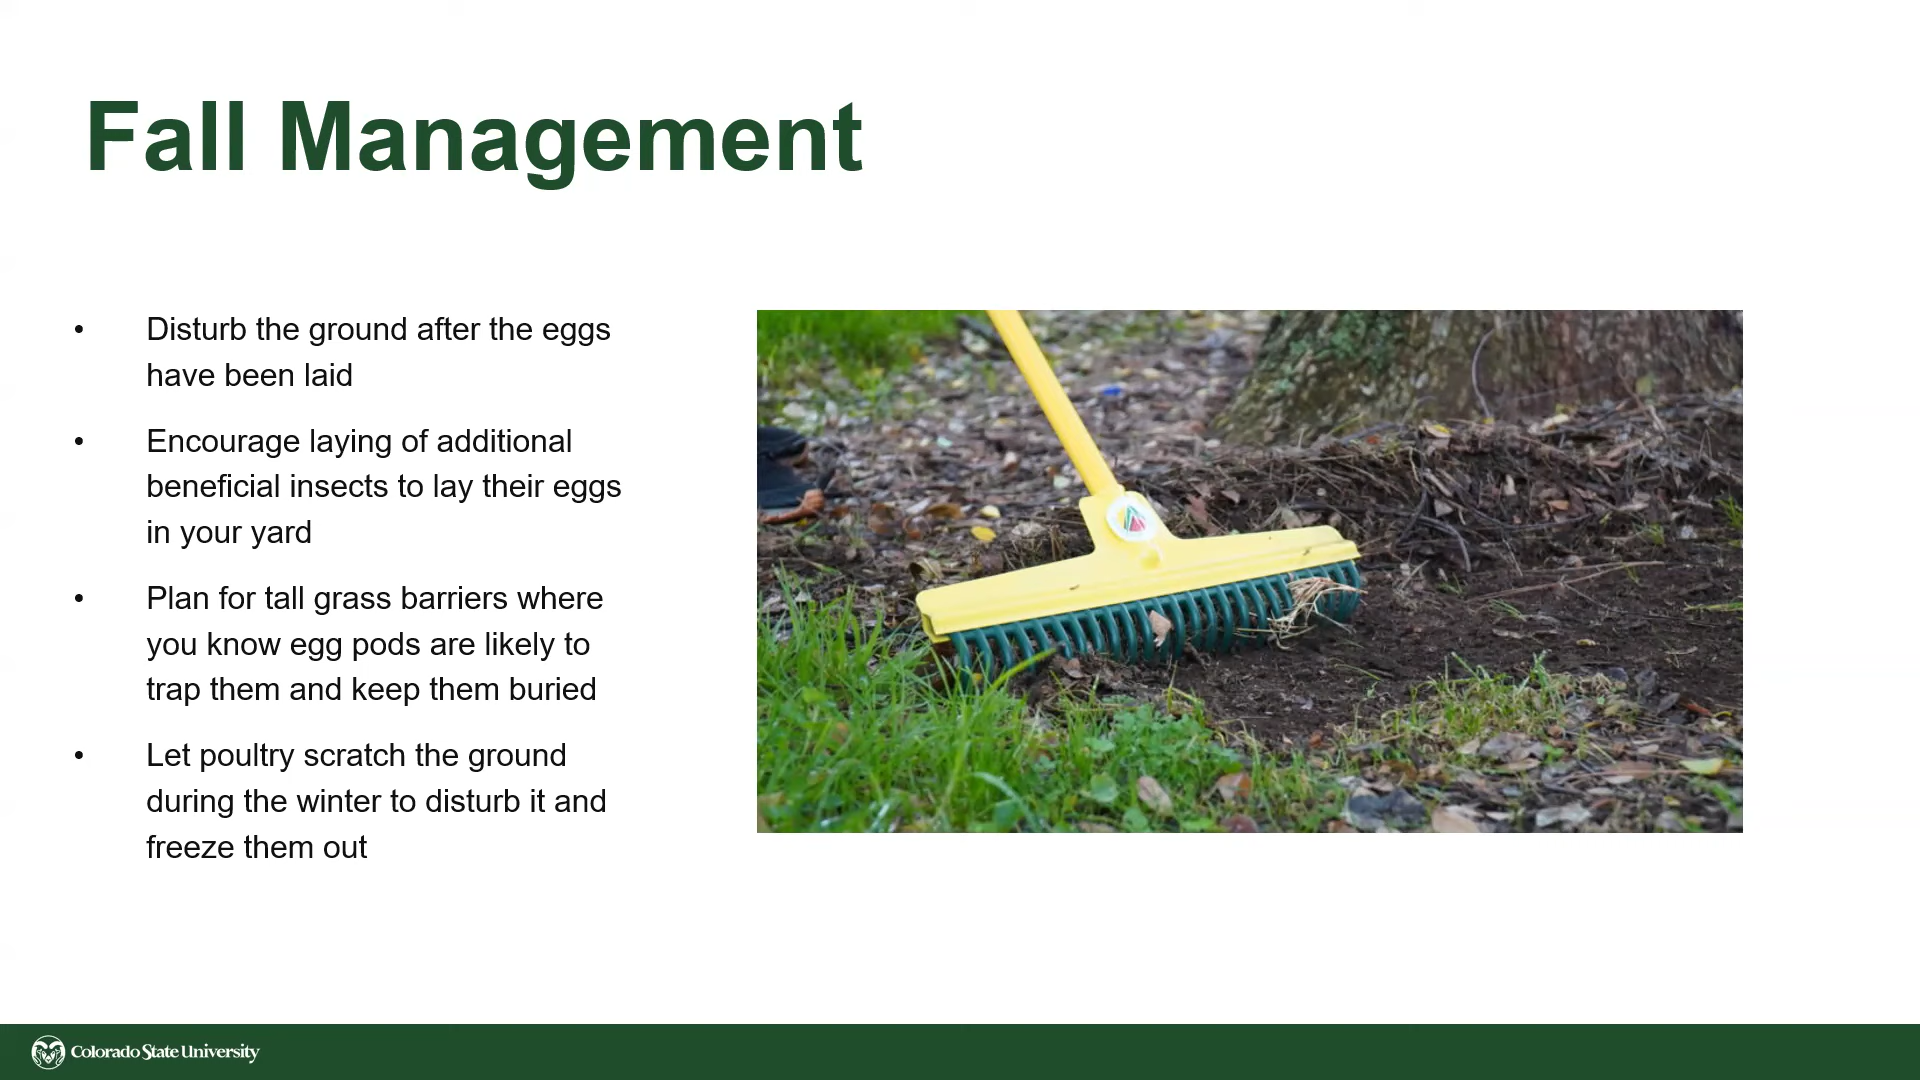 Fall Management
• Disturb the ground after the eggs
have been laid
• Encourage laying of additional
beneficial insects to lay their eggs
in your yard
• Plan for tall grass barriers where
you know egg pods are likely to
trap them and keep them buried
• Let poultry scratch the ground
during the winter to disturb it and
freeze them out
Colorado State University